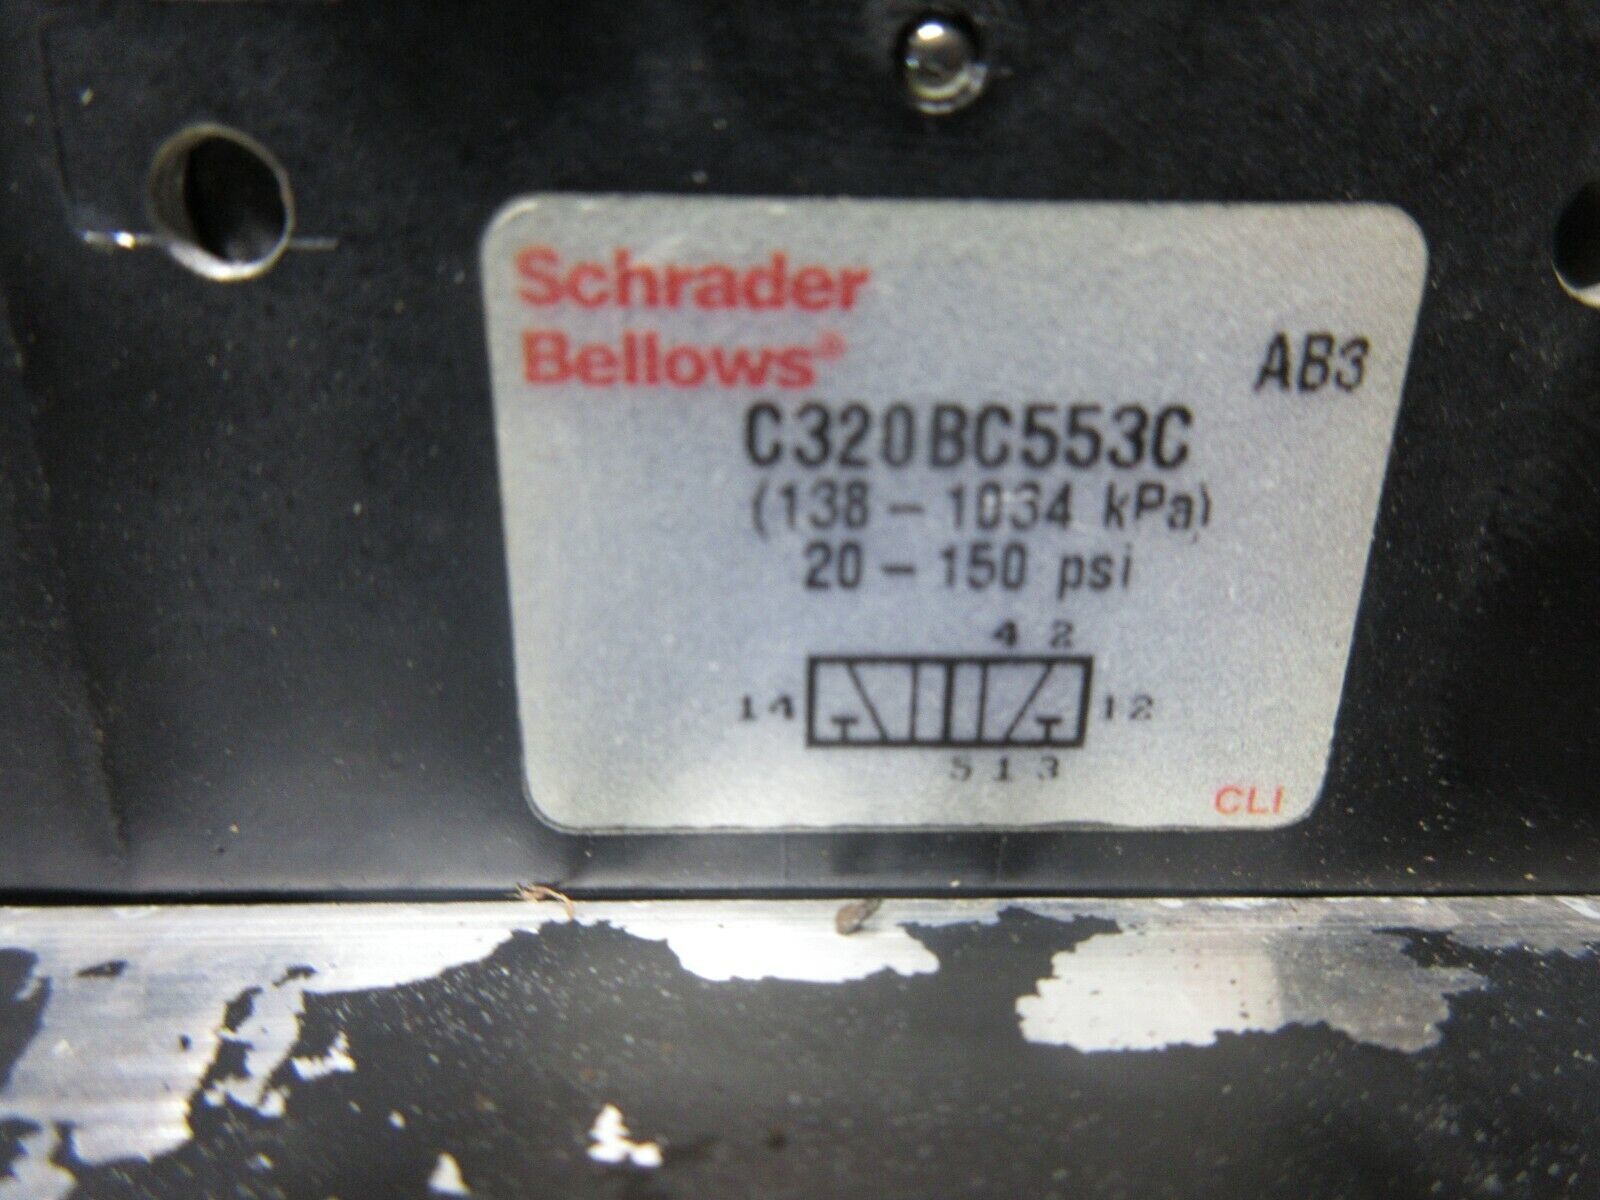 Schrader
Bellows®
AB3
C320BC553C
(138 - 1034 kPa)
20 - 150 psi
4 2
14 12
5 1 3
CLI